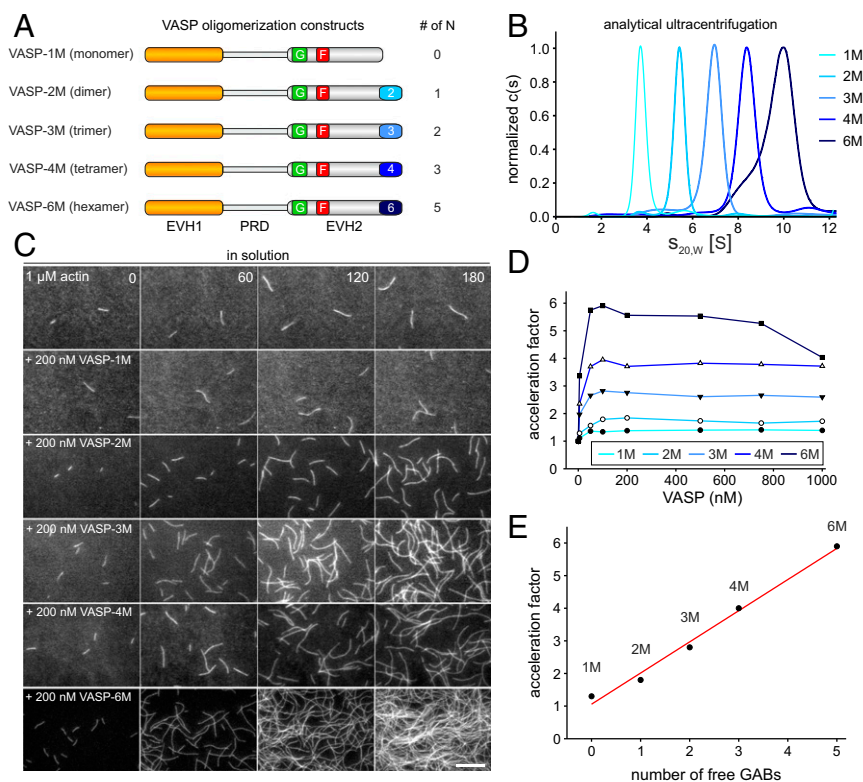 A
VASP oligomerization constructs
# of N
VASP-1M (monomer)
G
F
0
VASP-2M (dimer)
G
F
2
1
VASP-3M (trimer)
G
F
3
2
VASP-4M (tetramer)
G
F
4
3
VASP-6M (hexamer)
G
F
6
5
EVH1
PRD
EVH2
B
analytical ultracentrifugation
normalized c(s)
1.0
0.8
0.6
0.4
0.2
0.0
2
4
6
8
10
12
s20,W [S]
1M
2M
3M
4M
6M
C
in solution
1 µM actin
0
60
120
180
+ 200 nM VASP-1M
+ 200 nM VASP-2M
+ 200 nM VASP-3M
+ 200 nM VASP-4M
+ 200 nM VASP-6M
D
acceleration factor
6
5
4
3
2
1
0
0
200
400
600
800
1000
1M
2M
3M
4M
6M
VASP (nM)
E
acceleration factor
6
5
4
3
2
1
0
1M
2M
3M
4M
6M
0
1
2
3
4
5
number of free GABs